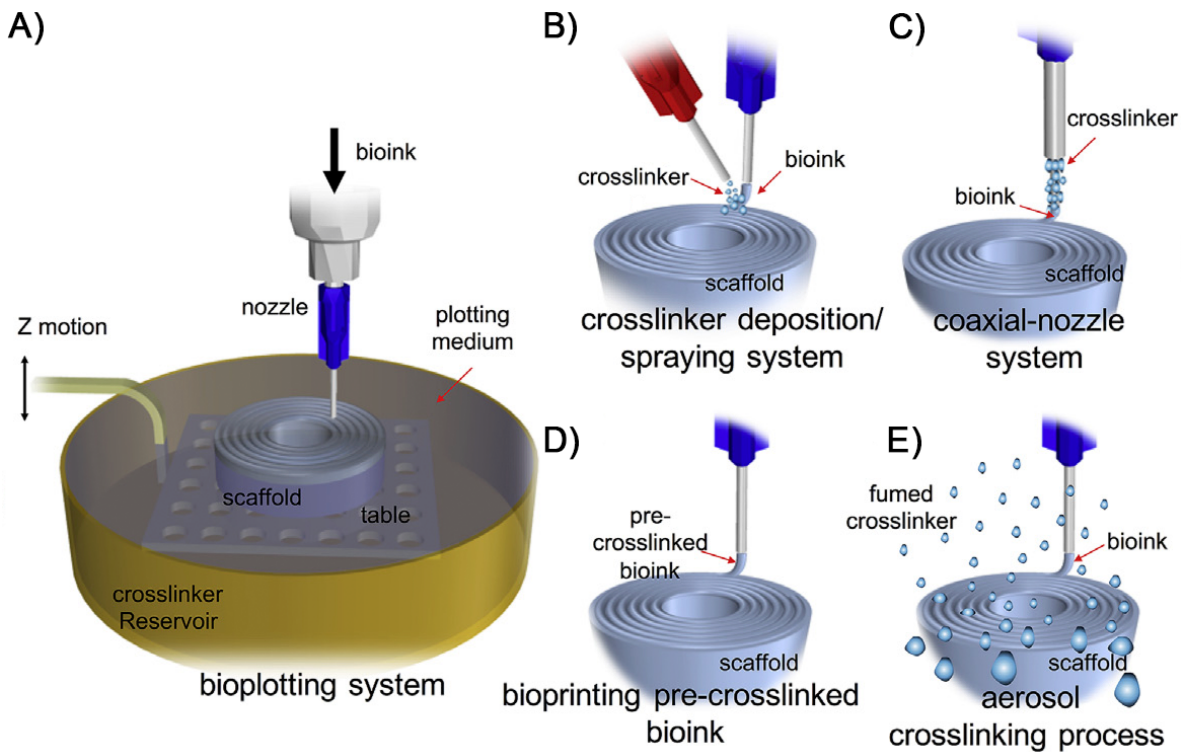 A)
bioink
nozzle
Z motion
plotting
medium
scaffold
table
crosslinker
Reservoir
bioplotting system
B)
bioink
crosslinker
scaffold
crosslinker deposition/
spraying system
C)
crosslinker
bioink
scaffold
coaxial-nozzle
system
D)
pre-
crosslinked
bioink
scaffold
bioprinting pre-crosslinked
bioink
E)
fumed
crosslinker
bioink
scaffold
aerosol
crosslinking process